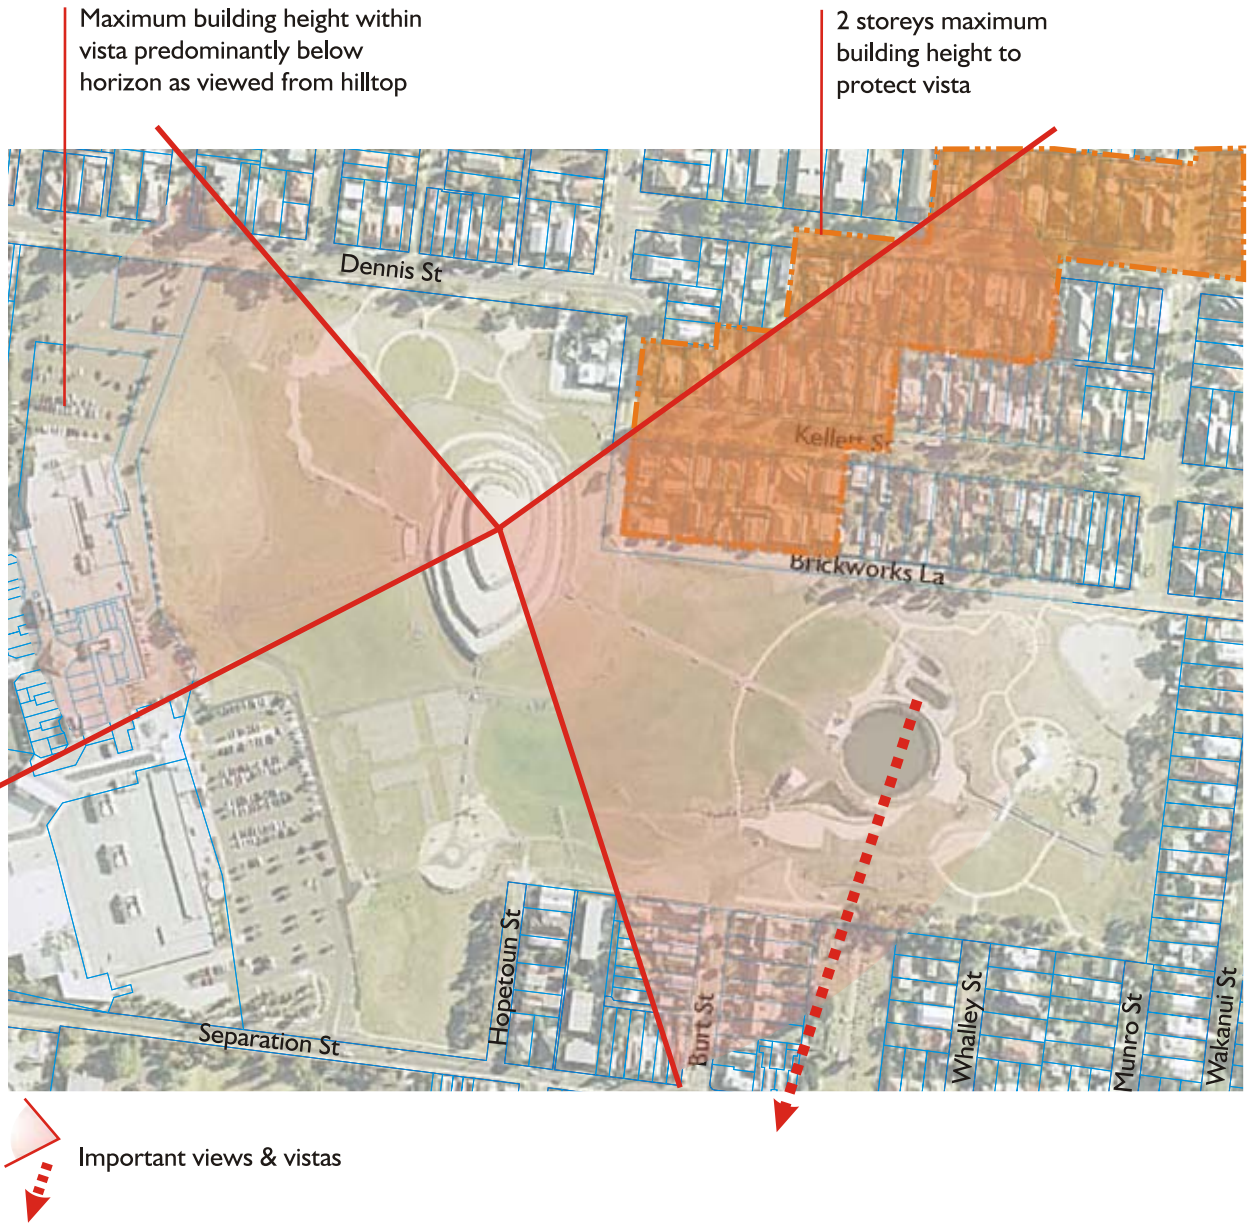 Maximum building height within
vista predominantly below
horizon as viewed from hilltop
2 storeys maximum
building height to
protect vista
Dennis St
Kellett St
Brickworks La
Hopetoun St
Separation St
Burt St
Whalley St
Munro St
Wakanui St
Important views & vistas